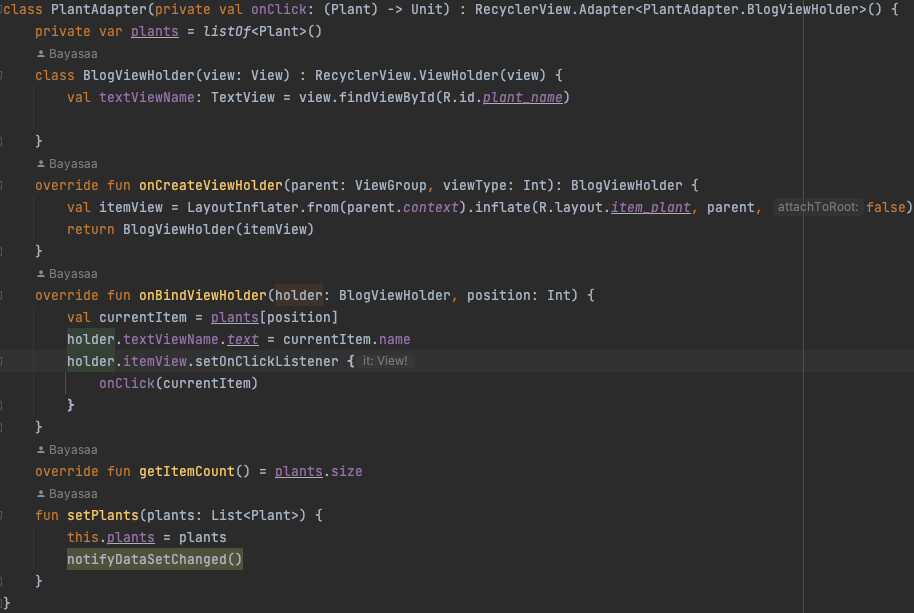 class PlantAdapter(private val onClick: (Plant) -> Unit) : RecyclerView.Adapter<PlantAdapter.BlogViewHolder>() {
    private var plants = listOf<Plant>()
    Bayasaa
    class BlogViewHolder(view: View) : RecyclerView.ViewHolder(view) {
        val textViewName: TextView = view.findViewById(R.id.plant_name)
    }
    Bayasaa
    override fun onCreateViewHolder(parent: ViewGroup, viewType: Int): BlogViewHolder {
        val itemView = LayoutInflater.from(parent.context).inflate(R.layout.item_plant, parent, attachToRoot: false)
        return BlogViewHolder(itemView)
    }
    Bayasaa
    override fun onBindViewHolder(holder: BlogViewHolder, position: Int) {
        val currentItem = plants[position]
        holder.textViewName.text = currentItem.name
        holder.itemView.setOnClickListener { it: View!
            onClick(currentItem)
        }
    }
    Bayasaa
    override fun getItemCount() = plants.size
    Bayasaa
    fun setPlants(plants: List<Plant>) {
        this.plants = plants
        notifyDataSetChanged()
    }
}